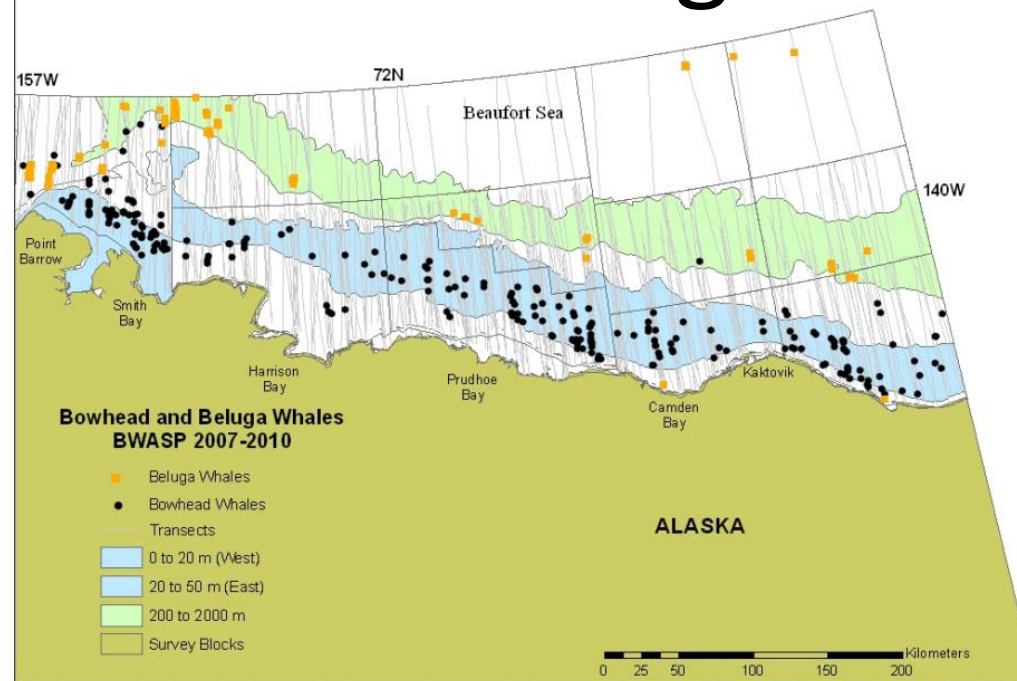 g
157W
72N
Beaufort Sea
140W
Point
Barrow
Smith
Bay
Harrison
Bay
Prudhoe
Bay
Camden
Bay
Kaktovik
Bowhead and Beluga Whales
BWASP 2007-2010
Beluga Whales
Bowhead Whales
Transects
0 to 20 m (West)
20 to 50 m (East)
200 to 2000 m
Survey Blocks
ALASKA
Kilometers
0 25 50 100 150 200